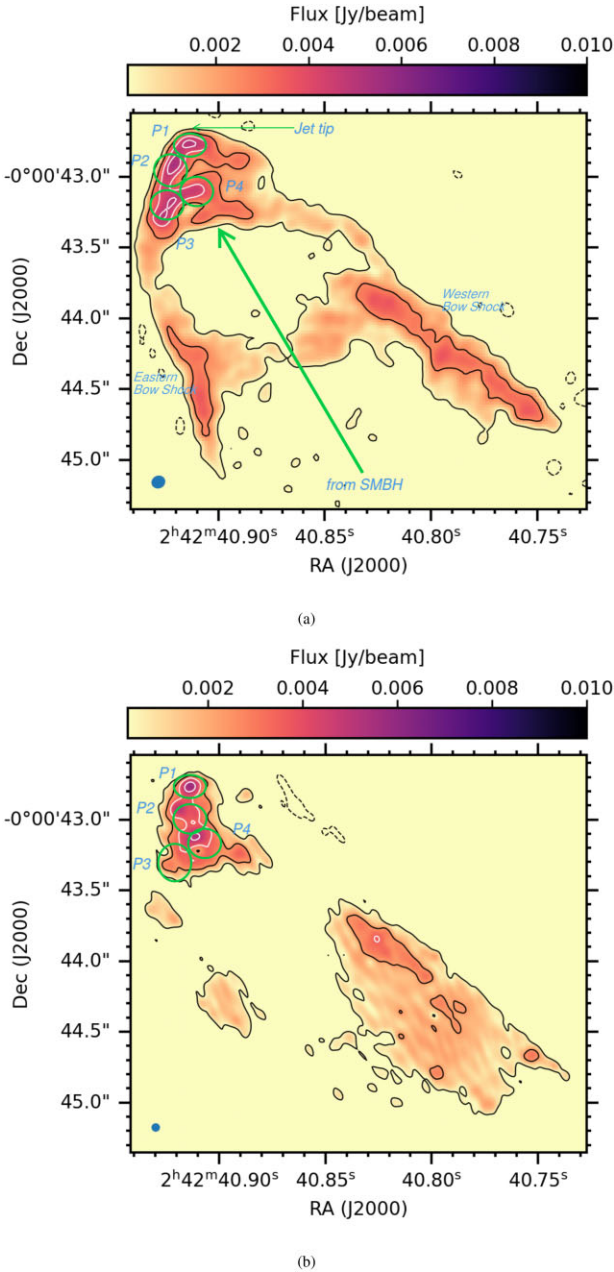 Flux [Jy/beam]
0.002 0.004 0.006 0.008 0.010
P1
Jet tip
P2
P4
P3
Western
Bow Shock
Eastern
Bow Shock
from SMBH
-0°00'43.0"
43.5"
44.0"
44.5"
45.0"
Dec (J2000)
2ʰ42ᵐ40.90ˢ 40.85ˢ 40.80ˢ 40.75ˢ
RA (J2000)
(a)
Flux [Jy/beam]
0.002 0.004 0.006 0.008 0.010
P1
P2
P4
P3
-0°00'43.0"
43.5"
44.0"
44.5"
45.0"
Dec (J2000)
2ʰ42ᵐ40.90ˢ 40.85ˢ 40.80ˢ 40.75ˢ
RA (J2000)
(b)